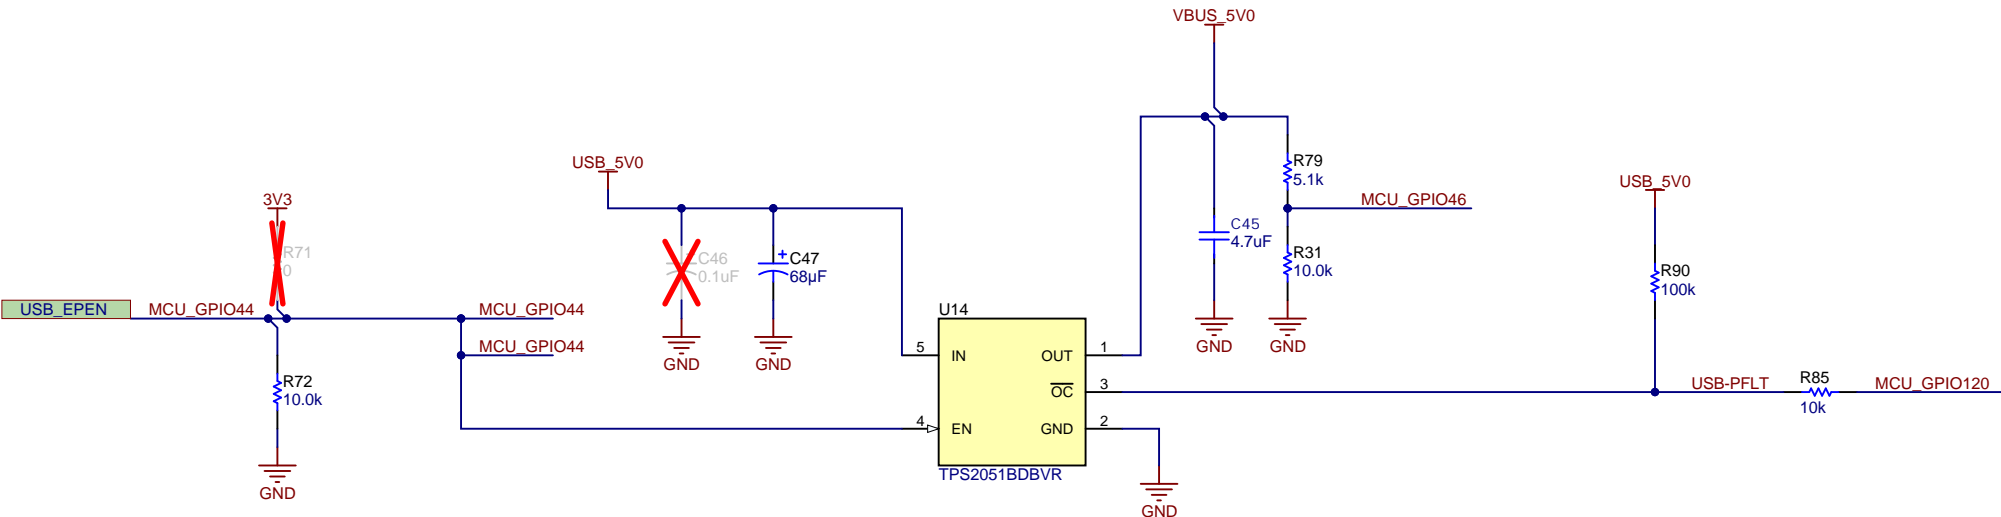 VBUS_5V0
USB_5V0
R79
5.1k
USB_5V0
3V3
MCU_GPIO46
R71
0
C46
0.1uF
+
C47
68µF
C45
4.7uF
R31
10.0k
R90
100k
USB_EPEN
MCU_GPIO44
MCU_GPIO44
MCU_GPIO44
GND
GND
GND
GND
U14
5
IN
OUT
1
OC
3
4
EN
GND
2
TPS2051BDBVR
R72
10.0k
GND
GND
USB-PFLT
R85
10k
MCU_GPIO120